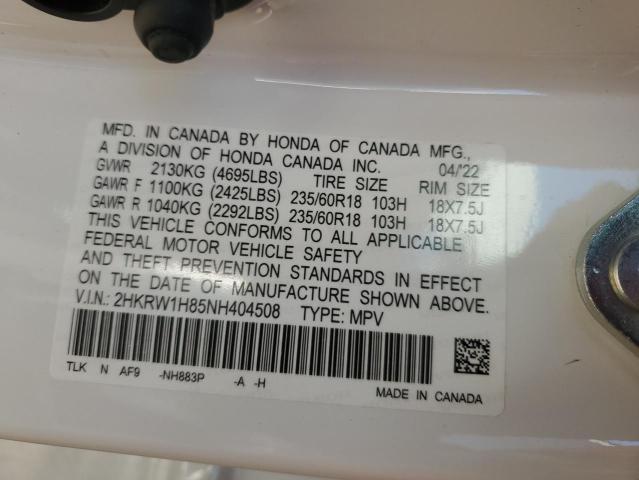 MFD. IN CANADA BY HONDA OF CANADA MFG.,
A DIVISION OF HONDA CANADA INC. 04/'22
GVWR 2130KG (4695LBS) TIRE SIZE RIM SIZE
GAWR F 1100KG (2425LBS) 235/60R18 103H 18X7.5J
GAWR R 1040KG (2292LBS) 235/60R18 103H 18X7.5J
THIS VEHICLE CONFORMS TO ALL APPLICABLE
FEDERAL MOTOR VEHICLE SAFETY
AND THEFT PREVENTION STANDARDS IN EFFECT
ON THE DATE OF MANUFACTURE SHOWN ABOVE.
V.I.N.: 2HKRW1H85NH404508 TYPE: MPV
TLK N AF9 -NH883P -A -H
MADE IN CANADA